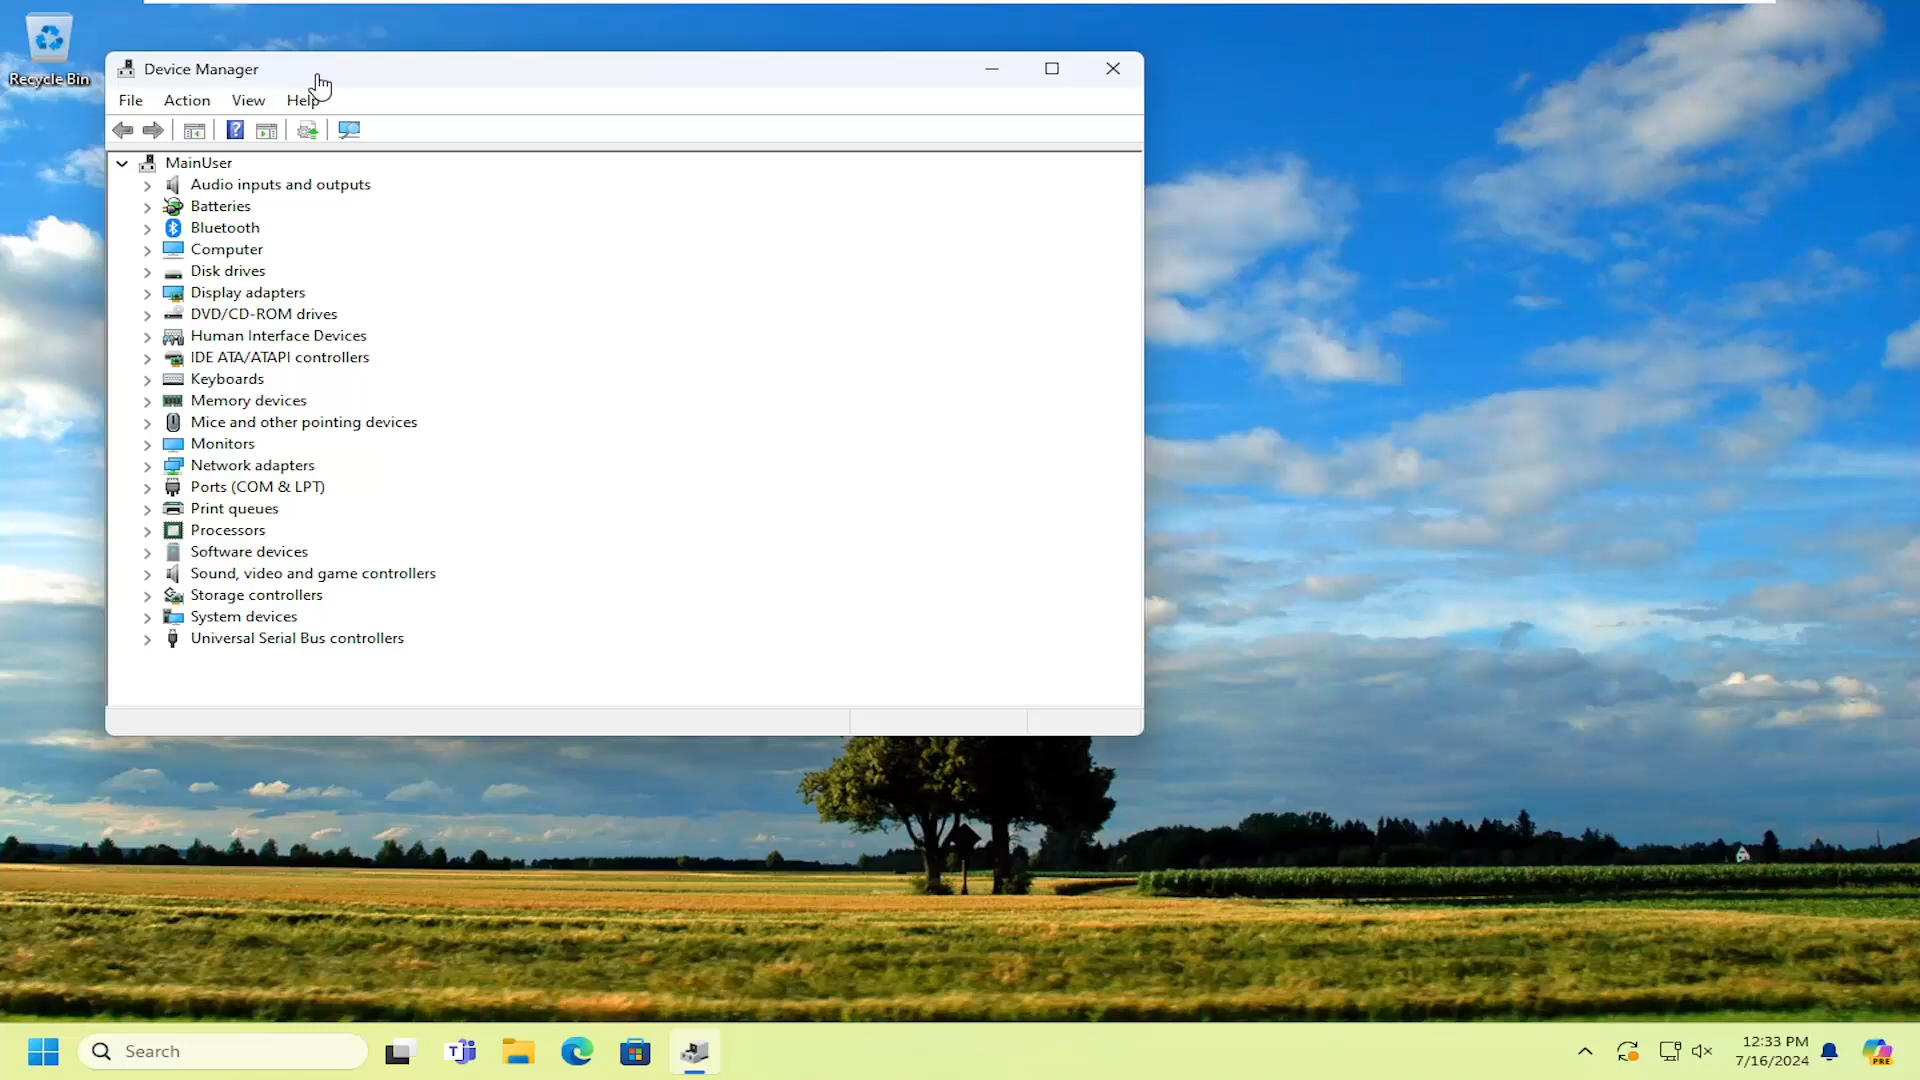 Recycle Bin
Device Manager
File Action View Help
?
MainUser
Audio inputs and outputs
Batteries
Bluetooth
Computer
Disk drives
Display adapters
DVD/CD-ROM drives
Human Interface Devices
IDE ATA/ATAPI controllers
Keyboards
Memory devices
Mice and other pointing devices
Monitors
Network adapters
Ports (COM & LPT)
Print queues
Processors
Software devices
Sound, video and game controllers
Storage controllers
System devices
Universal Serial Bus controllers
Search
T
12:33 PM
7/16/2024
PRE